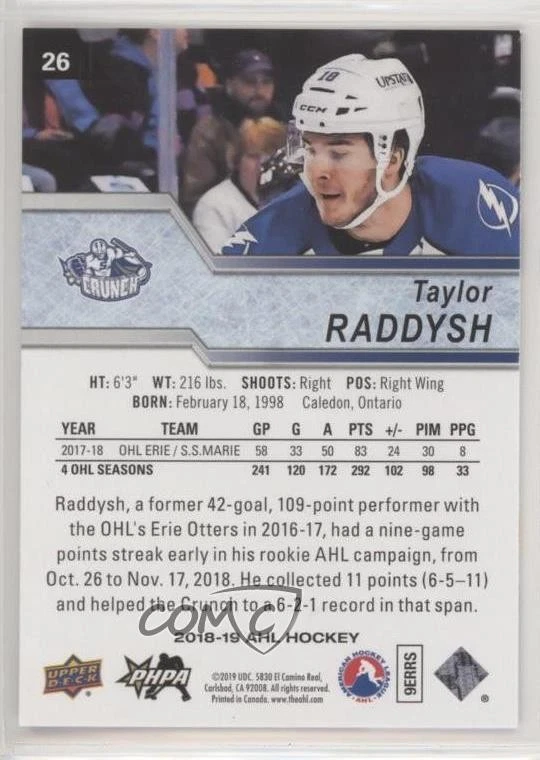 26
18
UPSTATE
CCM
CRUNCH
Taylor
RADDYSH
HT: 6'3" WT: 216 lbs. SHOOTS: Right POS: Right Wing
BORN: February 18, 1998 Caledon, Ontario
YEAR TEAM GP G A PTS +/- PIM PPG
2017-18 OHL ERIE / S.S.MARIE 58 33 50 83 24 30 8
4 OHL SEASONS 241 120 172 292 102 98 33
Raddysh, a former 42-goal, 109-point performer with
the OHL's Erie Otters in 2016-17, had a nine-game
points streak early in his rookie AHL campaign, from
Oct. 26 to Nov. 17, 2018. He collected 11 points (6-5–11)
and helped the Crunch to a 6-2-1 record in that span.
COMC
2018-19 AHL HOCKEY
UPPER
DECK
PHPA
©2019 UDC. 5830 El Camino Real,
Carlsbad, CA 92008. All rights reserved.
Printed in Canada. www.theahl.com
AMERICAN HOCKEY LEAGUE
AHL
9ERRS
®